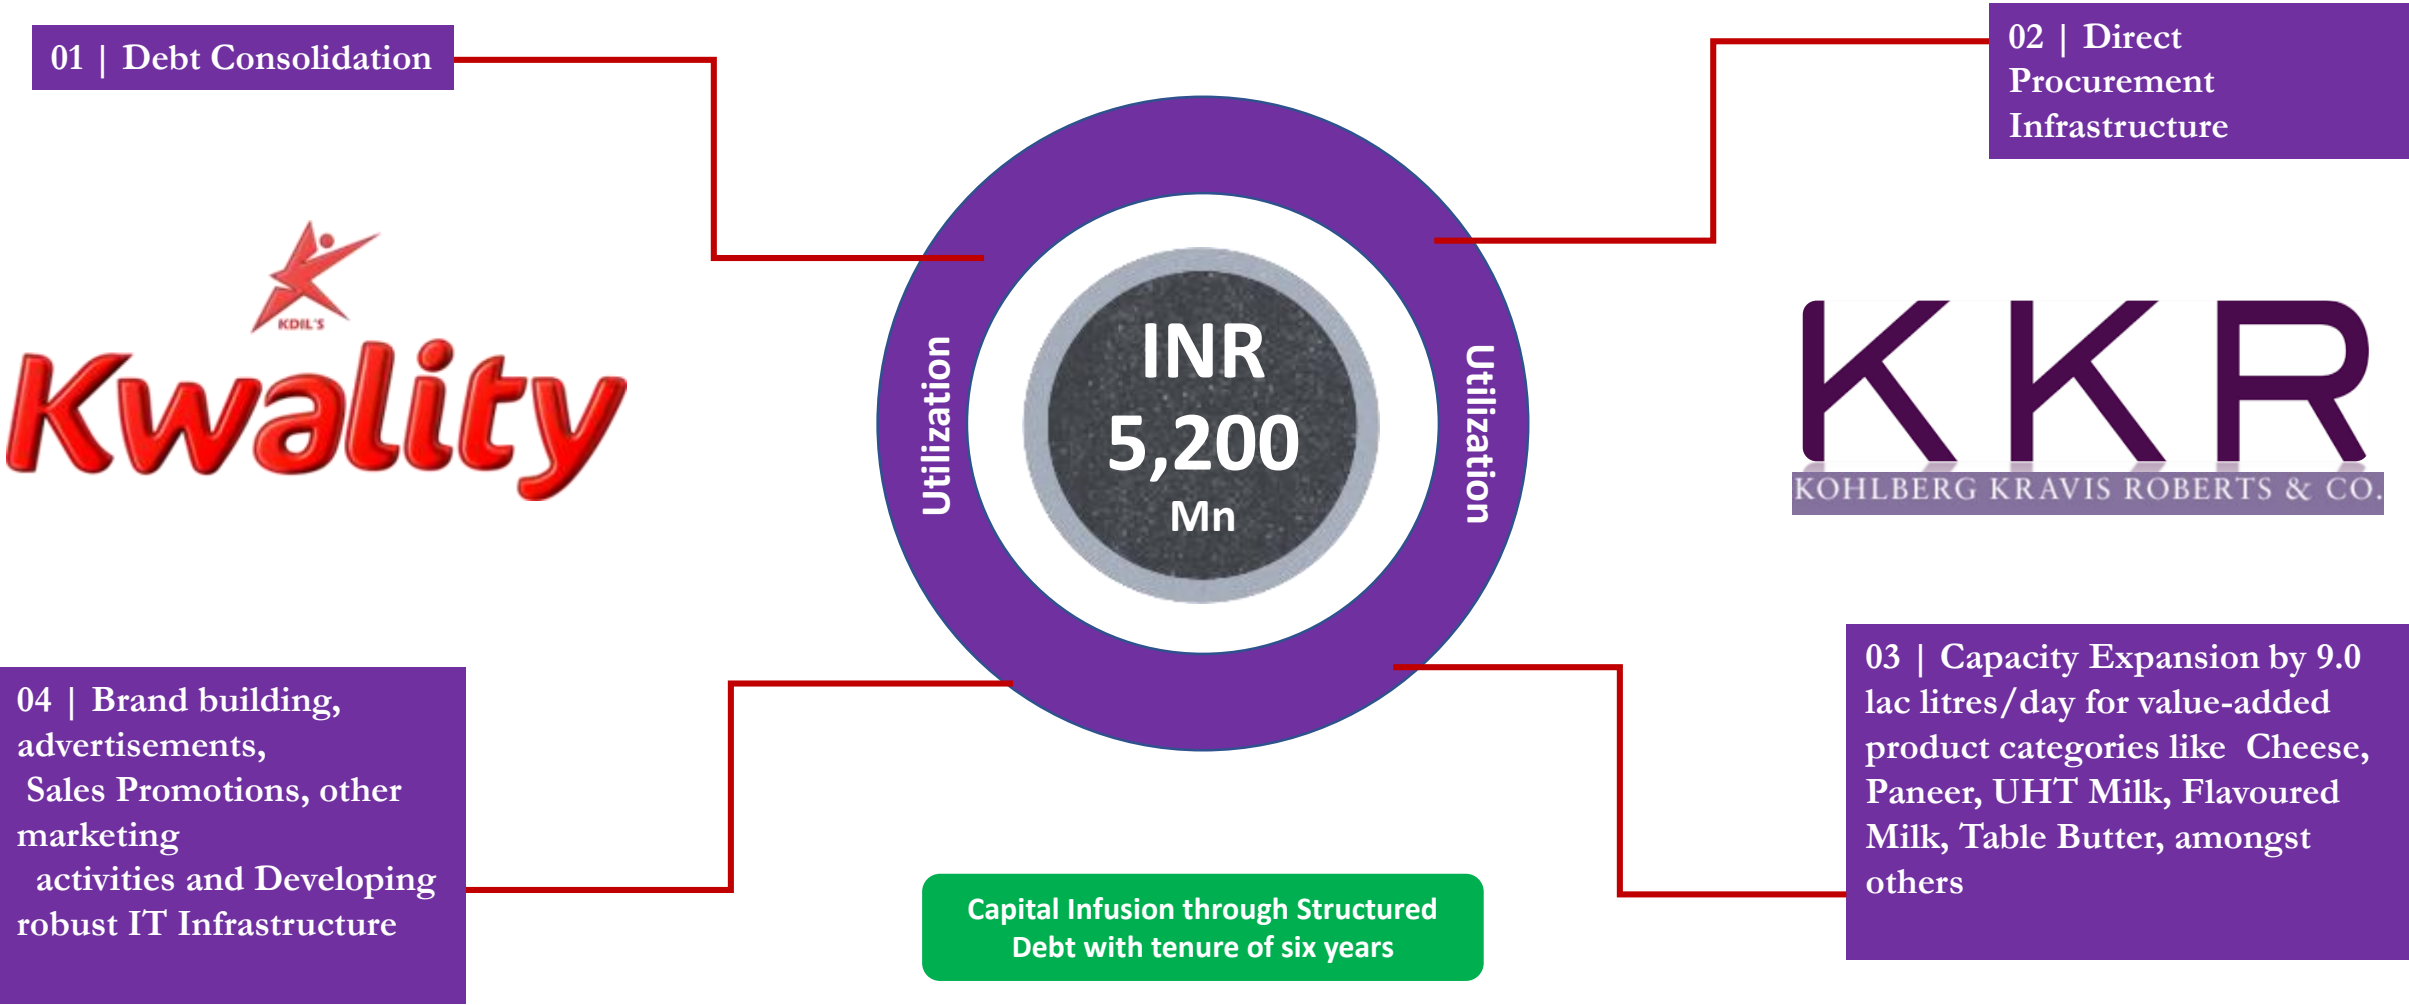 01 | Debt Consolidation
02 | Direct
Procurement
Infrastructure
KDIL'S
Kwality
Utilization
INR
5,200
Mn
Utilization
KKR
KOHLBERG KRAVIS ROBERTS & CO.
04 | Brand building,
advertisements,
Sales Promotions, other
marketing
activities and Developing
robust IT Infrastructure
03 | Capacity Expansion by 9.0
lac litres/day for value-added
product categories like Cheese,
Paneer, UHT Milk, Flavoured
Milk, Table Butter, amongst
others
Capital Infusion through Structured
Debt with tenure of six years